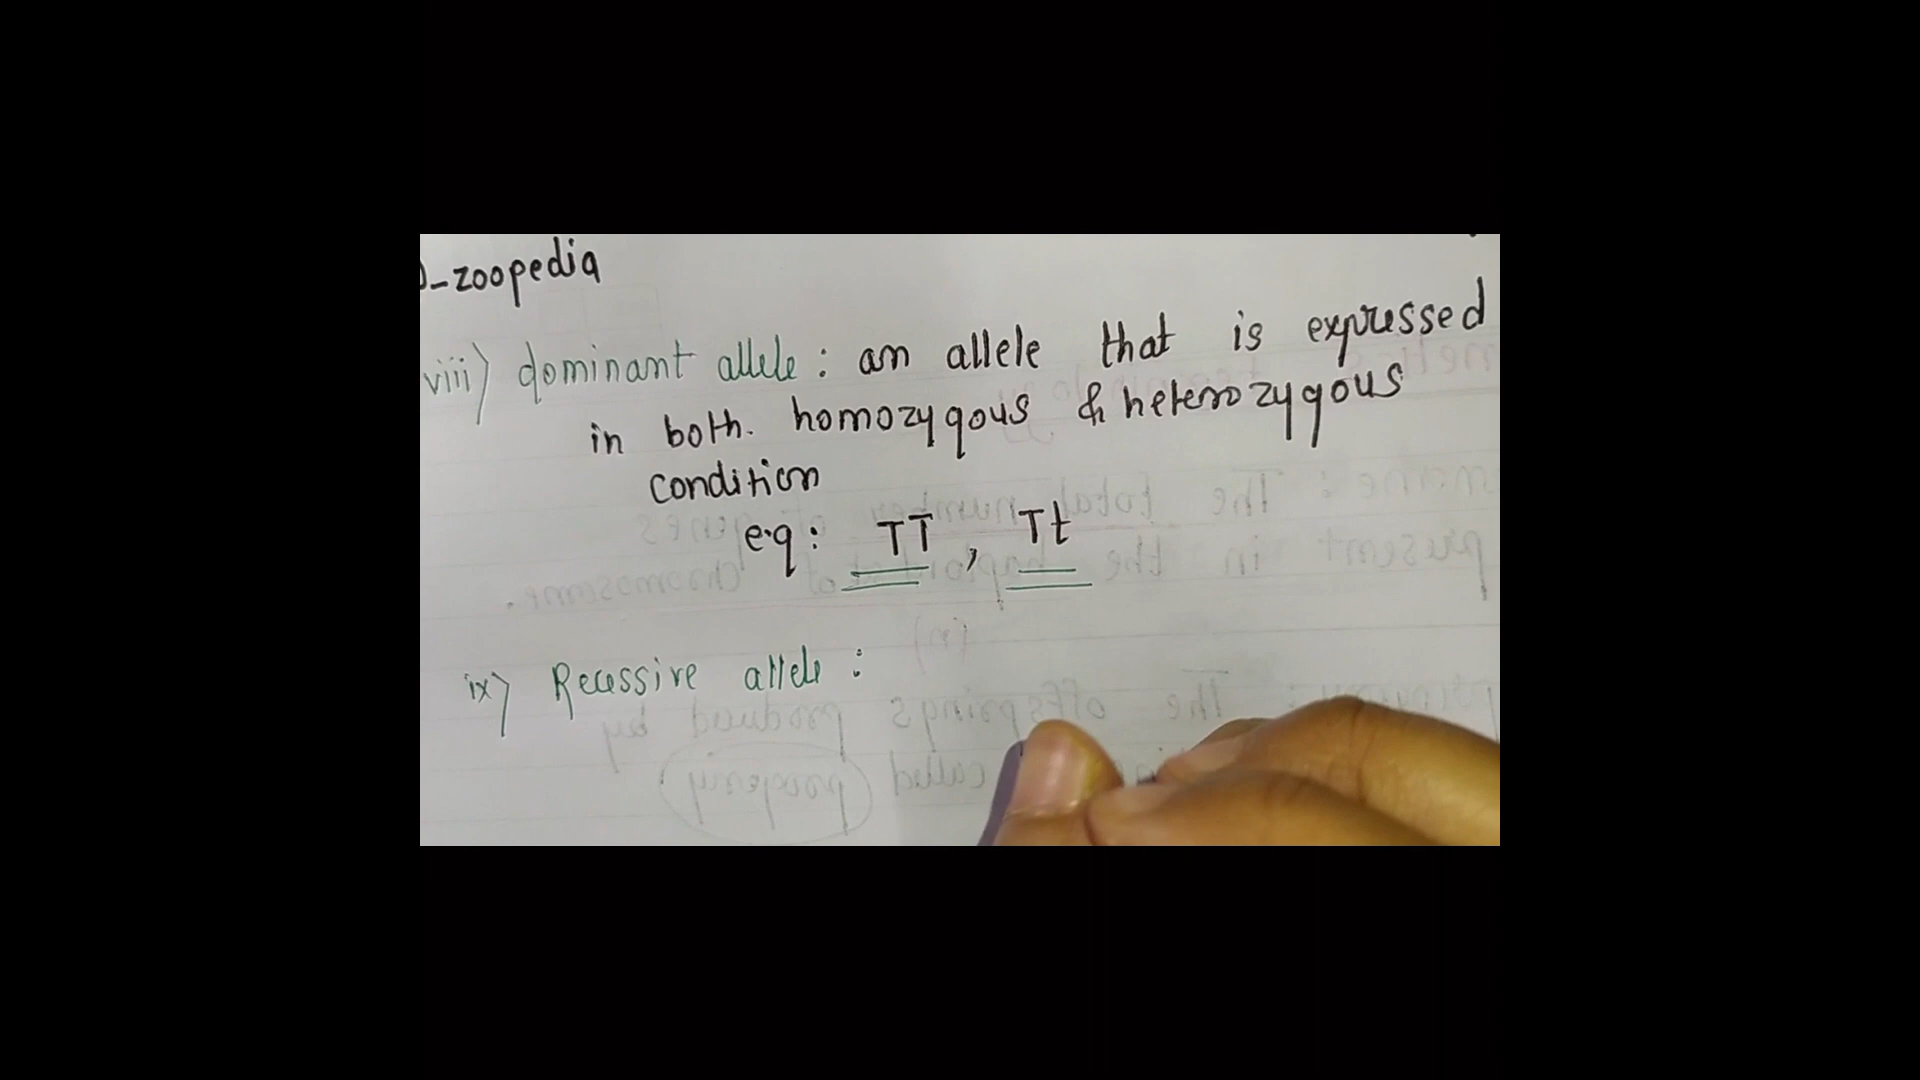 -zoopedia
viii) dominant allele : an allele that is expressed
in both. homozygous & heterozygous
condition
e.g : TT , Tt
ix) Recessive allele :